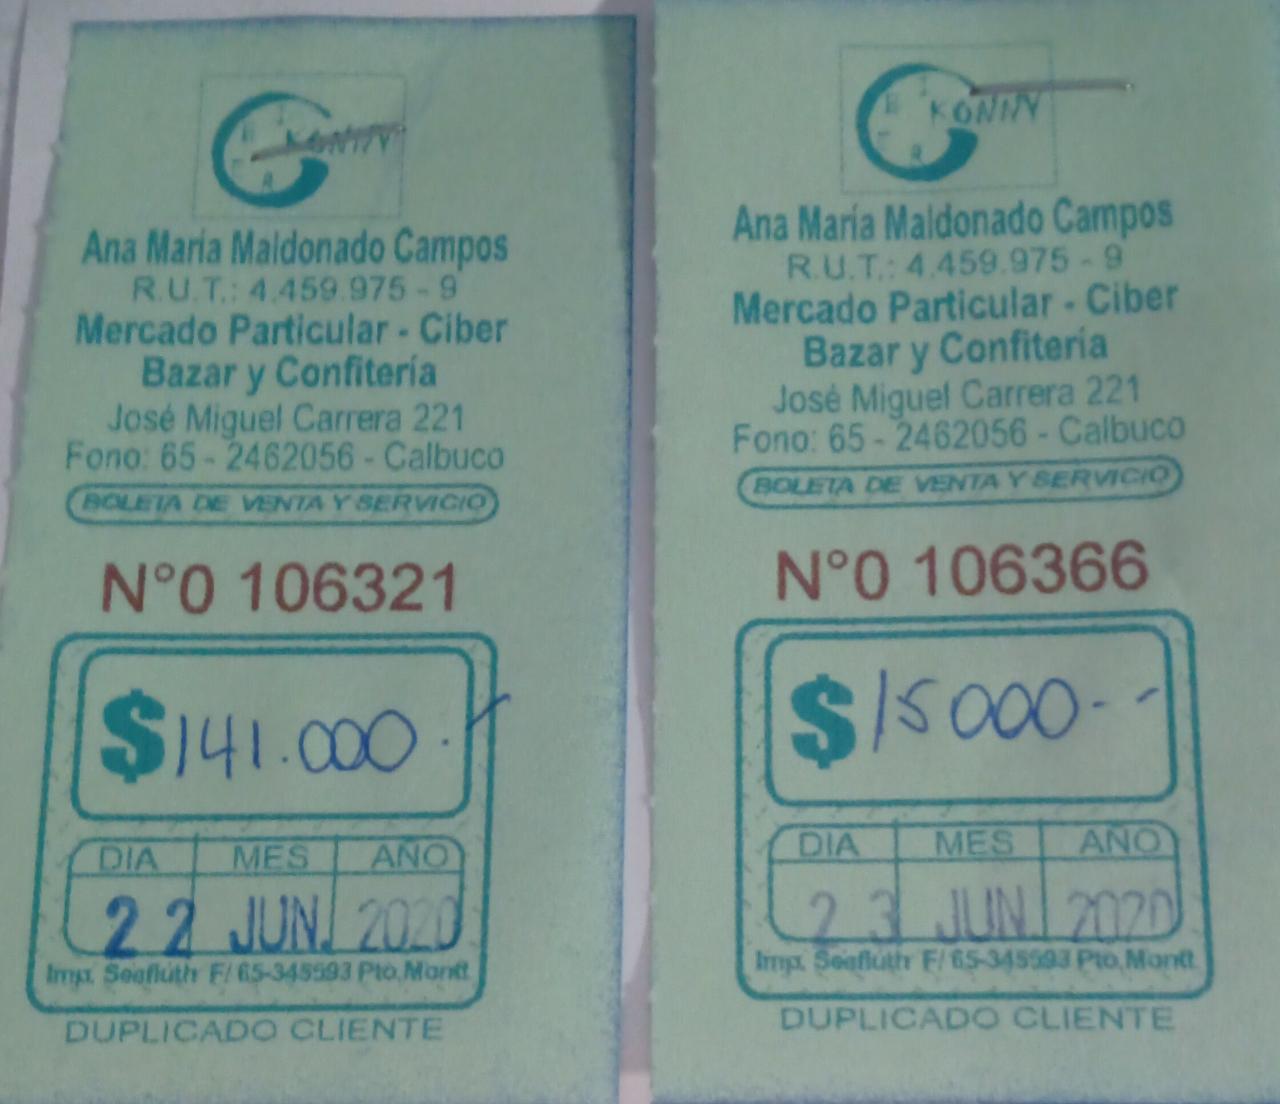 KONNY
Ana María Maldonado Campos
R.U.T.: 4.459.975 - 9
Mercado Particular - Ciber
Bazar y Confitería
José Miguel Carrera 221
Fono: 65 - 2462056 - Calbuco
BOLETA DE VENTA Y SERVICIO
N°0 106321
$ 141.000.-
DIA MES AÑO
22 JUN. 2020
Imp. Seefluth F/ 65-345593 Pto. Montt
DUPLICADO CLIENTE
KONNY
Ana María Maldonado Campos
R.U.T.: 4.459.975 - 9
Mercado Particular - Ciber
Bazar y Confitería
José Miguel Carrera 221
Fono: 65 - 2462056 - Calbuco
BOLETA DE VENTA Y SERVICIO
N°0 106366
$ 15000.--
DIA MES AÑO
23 JUN. 2020
Imp. Seefluth F/ 65-345593 Pto. Montt
DUPLICADO CLIENTE